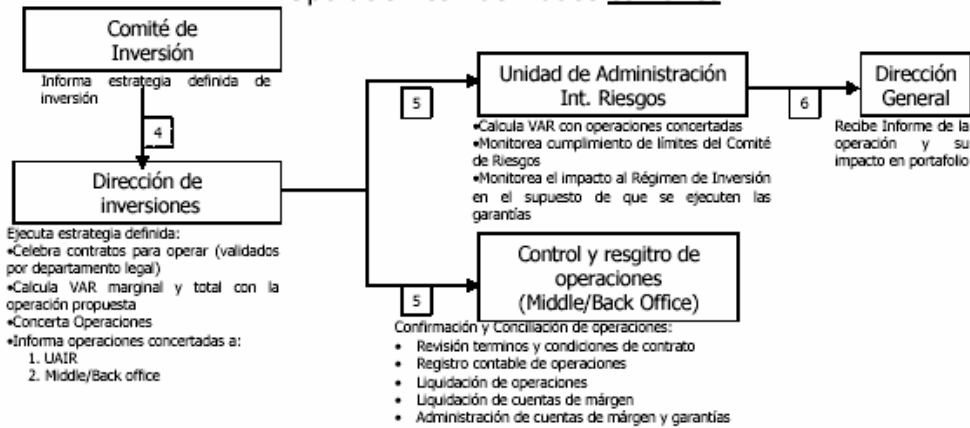 Comité de
Inversión
Informa estrategia definida de
inversión
4
Dirección de
inversiones
Ejecuta estrategia definida:
•Celebra contratos para operar (validados
por departamento legal)
•Calcula VAR marginal y total con la
operación propuesta
•Concerta Operaciones
•Informa operaciones concertadas a:
1. UAIR
2. Middle/Back office
5
Unidad de Administración
Int. Riesgos
•Calcula VAR con operaciones concertadas
•Monitorea cumplimiento de límites del Comité
de Riesgos
•Monitorea el impacto al Régimen de Inversión
en el supuesto de que se ejecuten las
garantías
6
Dirección
General
Recibe Informe de la
operación y su
impacto en portafolio
5
Control y resgitro de
operaciones
(Middle/Back Office)
Confirmación y Conciliación de operaciones:
• Revisión terminos y condiciones de contrato
• Registro contable de operaciones
• Liquidación de operaciones
• Liquidación de cuentas de márgen
• Administración de cuentas de márgen y garantías